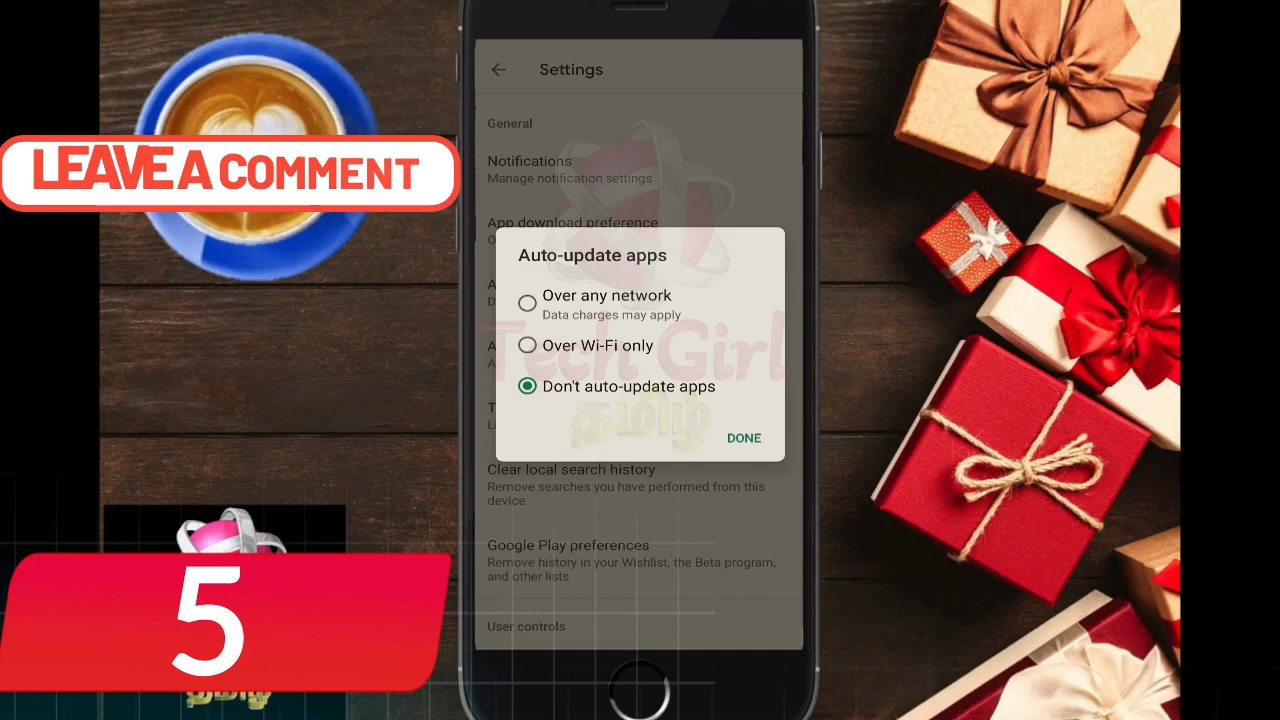 LEAVE A COMMENT
Settings
General
Notifications
Manage notification settings
App download preference
Auto-update apps
Over any network
Data charges may apply
Over Wi-Fi only
Tech Girl
Don't auto-update apps
தமிழ்
DONE
Clear local search history
Remove searches you have performed from this
device
Google Play preferences
Remove history in your Wishlist, the Beta program,
and other lists
User controls
5
தமிழ்